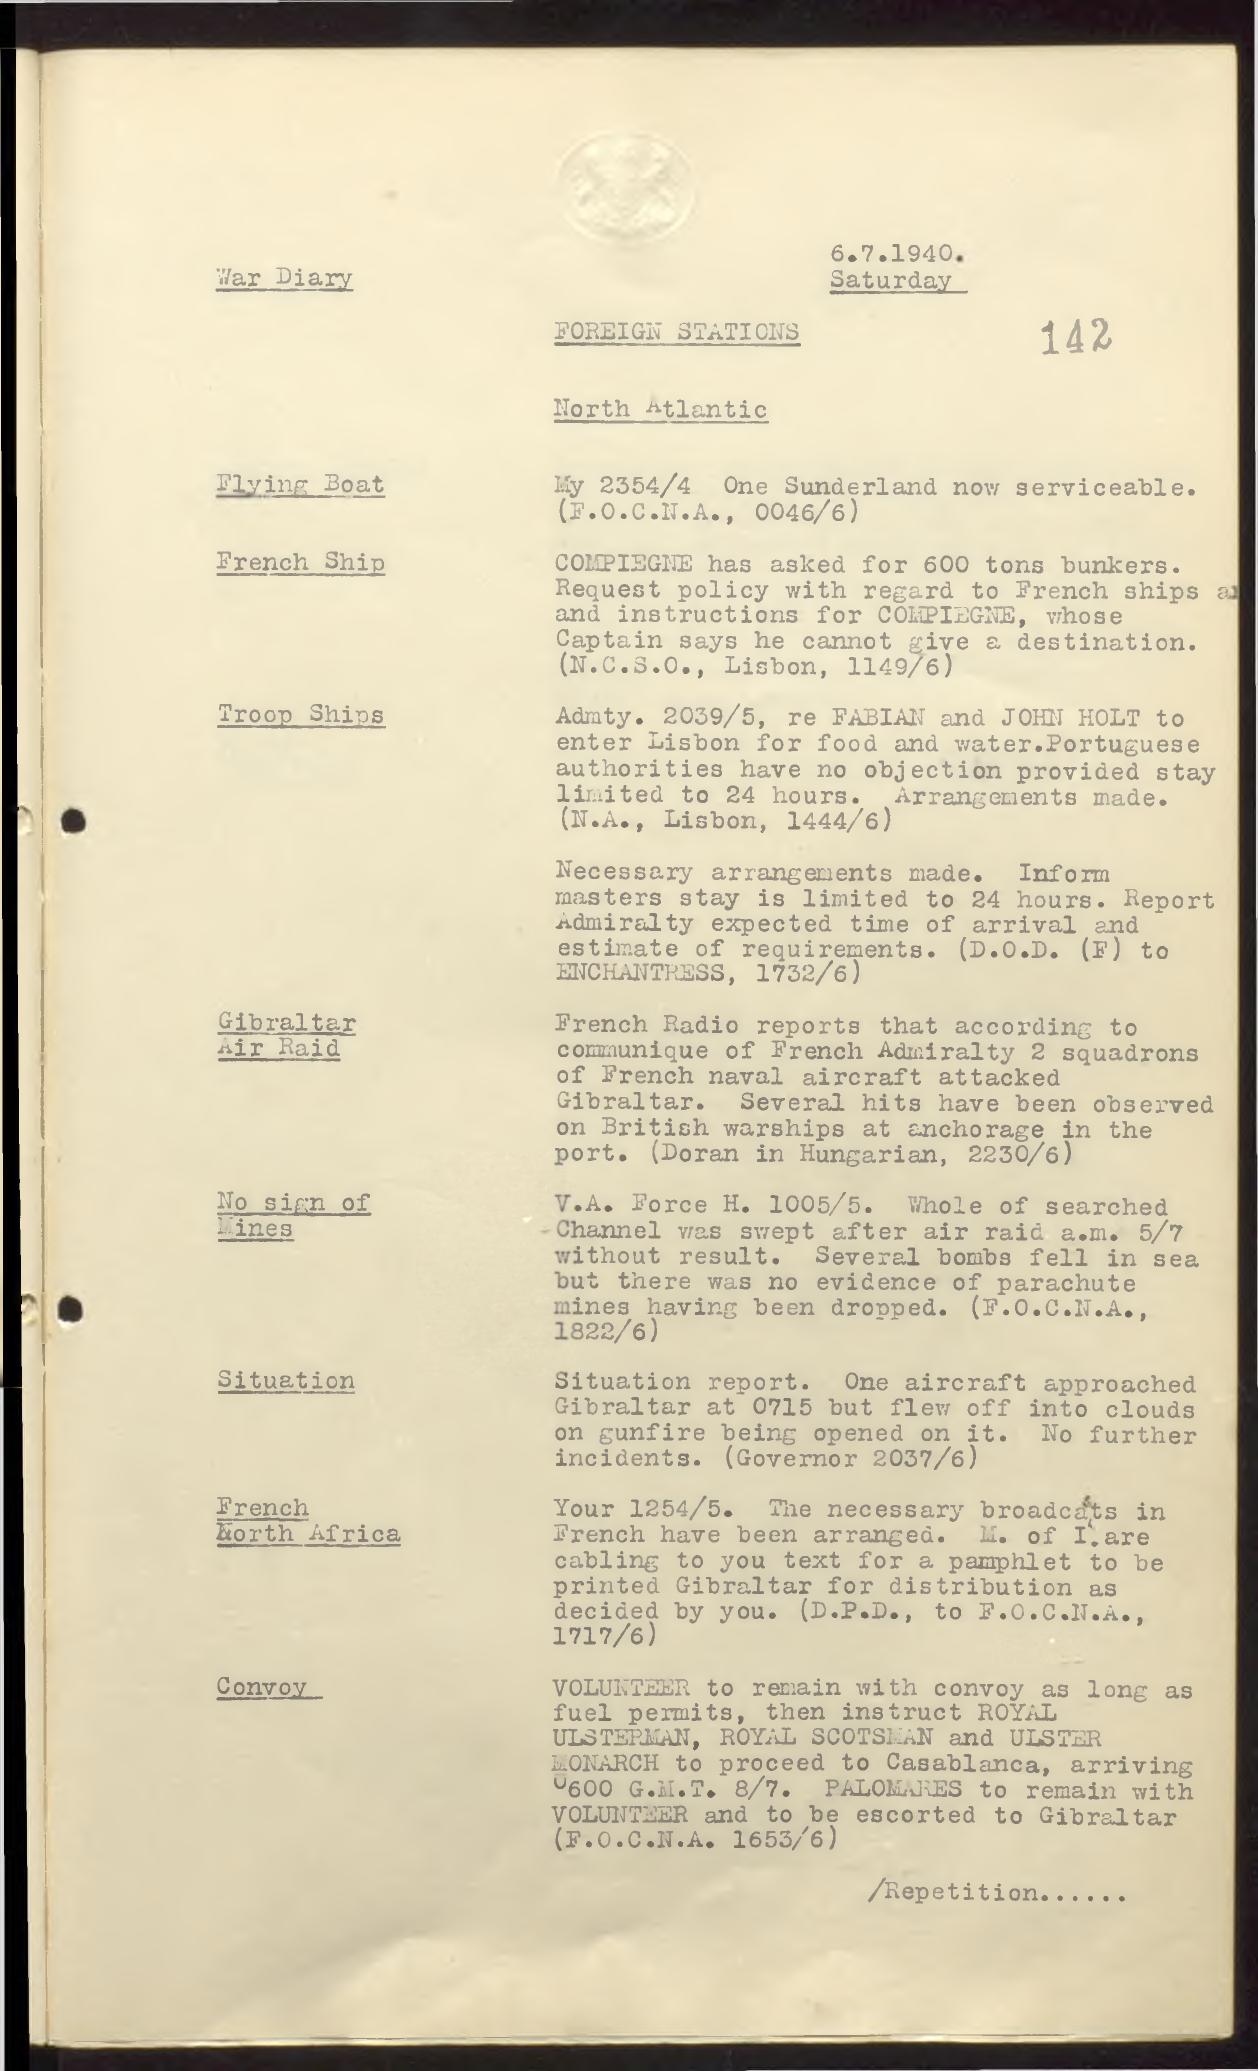 6.7.1940.
War Diary
Saturday
FOREIGN STATIONS
142
North Atlantic
Flying Boat
My 2354/4 One Sunderland now serviceable.
(F.O.C.N.A., 0046/6)
French Ship
COMPIEGNE has asked for 600 tons bunkers.
Request policy with regard to French ships
and instructions for COMPIEGNE, whose
Captain says he cannot give a destination.
(N.C.S.O., Lisbon, 1149/6)
Troop Ships
Admty. 2039/5, re FABIAN and JOHN HOLT to
enter Lisbon for food and water.Portuguese
authorities have no objection provided stay
limited to 24 hours. Arrangements made.
(N.A., Lisbon, 1444/6)
Necessary arrangements made. Inform
masters stay is limited to 24 hours. Report
Admiralty expected time of arrival and
estimate of requirements. (D.O.D. (F) to
ENCHANTRESS, 1732/6)
Gibraltar
Air Raid
French Radio reports that according to
communique of French Admiralty 2 squadrons
of French naval aircraft attacked
Gibraltar. Several hits have been observed
on British warships at anchorage in the
port. (Doran in Hungarian, 2230/6)
No sign of
Mines
V.A. Force H. 1005/5. Whole of searched
Channel was swept after air raid a.m. 5/7
without result. Several bombs fell in sea
but there was no evidence of parachute
mines having been dropped. (F.O.C.N.A.,
1822/6)
Situation
Situation report. One aircraft approached
Gibraltar at 0715 but flew off into clouds
on gunfire being opened on it. No further
incidents. (Governor 2037/6)
French
North Africa
Your 1254/5. The necessary broadcats in
French have been arranged. M. of I. are
cabling to you text for a pamphlet to be
printed Gibraltar for distribution as
decided by you. (D.P.D., to F.O.C.N.A.,
1717/6)
Convoy
VOLUNTEER to remain with convoy as long as
fuel permits, then instruct ROYAL
ULSTERMAN, ROYAL SCOTSMAN and ULSTER
MONARCH to proceed to Casablanca, arriving
0600 G.M.T. 8/7. PALOMARES to remain with
VOLUNTEER and to be escorted to Gibraltar
(F.O.C.N.A. 1653/6)
/Repetition......